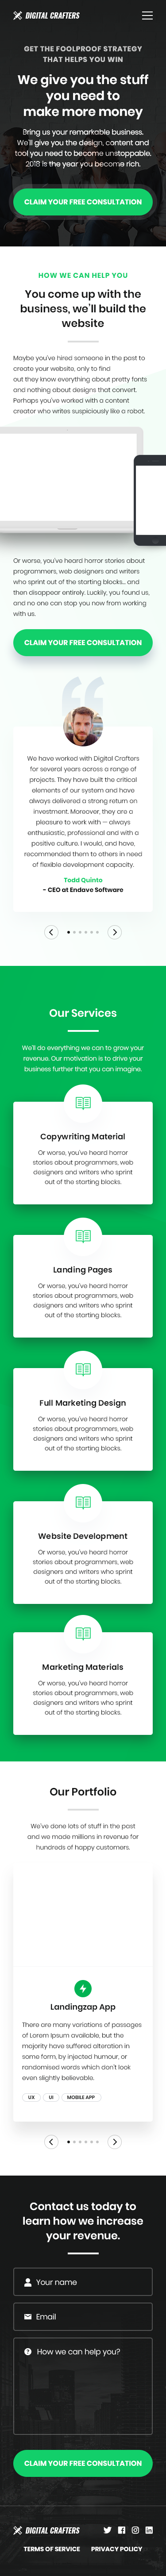 DIGITAL CRAFTERS
GET THE FOOLPROOF STRATEGY
THAT HELPS YOU WIN
We give you the stuff
you need to
make more money
Bring us your remarkable business.
We'll give you the design, content and
tool you need to become unstoppable.
2018 is the year you become rich.
CLAIM YOUR FREE CONSULTATION
HOW WE CAN HELP YOU
You come up with the
business, we'll build the
website
Maybe you've hired someone in the past to
create your website, only to find
out they know everything about pretty fonts
and nothing about designs that convert.
Perhaps you've worked with a content
creator who writes suspiciously like a robot.
Or worse, you've heard horror stories about
programmers, web designers and writers
who sprint out of the starting blocks... and
then disappear entirely. Luckily, you found us,
and no one can stop you now from working
with us.
CLAIM YOUR FREE CONSULTATION
We have worked with Digital Crafters
for several years on a range of
projects. They have built the critical
elements of our system and have
always delivered a strong return on
investment. Moreover, they are a
pleasure to work with — always
enthusiastic, professional and with a
positive culture. I would, and have,
recommended them to others in need
of flexible development capacity.
Todd Quinto
- CEO at Endave Software
Our Services
We'll do everything we can to grow your
revenue. Our motivation is to drive your
business further that you can imagine.
Copywriting Material
Or worse, you've heard horror
stories about programmers, web
designers and writers who sprint
out of the starting blocks.
Landing Pages
Or worse, you've heard horror
stories about programmers, web
designers and writers who sprint
out of the starting blocks.
Full Marketing Design
Or worse, you've heard horror
stories about programmers, web
designers and writers who sprint
out of the starting blocks.
Website Development
Or worse, you've heard horror
stories about programmers, web
designers and writers who sprint
out of the starting blocks.
Marketing Materials
Or worse, you've heard horror
stories about programmers, web
designers and writers who sprint
out of the starting blocks.
Our Portfolio
We've done lots of stuff in the past
and we made millions in revenue for
hundreds of happy customers.
Landingzap App
There are many variations of passages
of Lorem Ipsum available, but the
majority have suffered alteration in
some form, by injected humour, or
randomised words which don't look
even slightly believable.
UX UI MOBILE APP
Contact us today to
learn how we increase
your revenue.
Your name
Email
How we can help you?
CLAIM YOUR FREE CONSULTATION
DIGITAL CRAFTERS
TERMS OF SERVICE PRIVACY POLICY